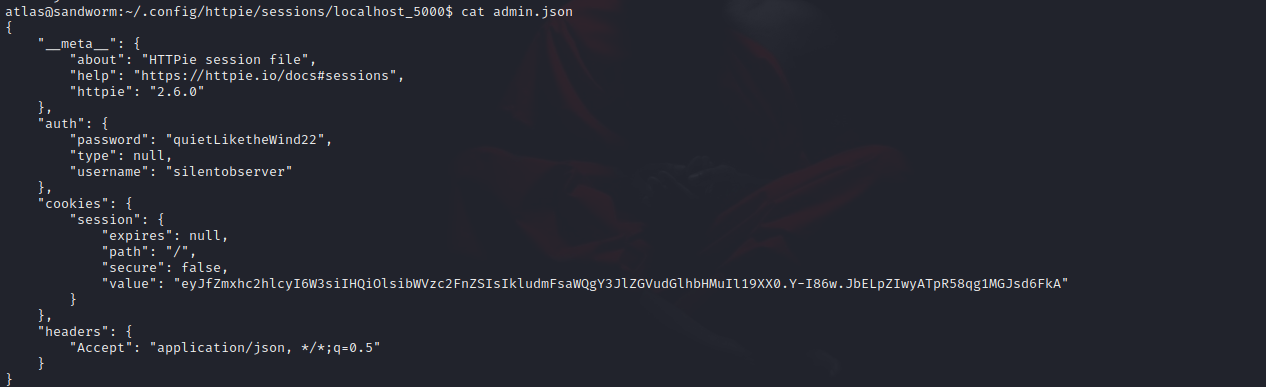 atlas@sandworm:~/.config/httpie/sessions/localhost_5000$ cat admin.json
{
    "__meta__": {
        "about": "HTTPie session file",
        "help": "https://httpie.io/docs#sessions",
        "httpie": "2.6.0"
    },
    "auth": {
        "password": "quietLiketheWind22",
        "type": null,
        "username": "silentobserver"
    },
    "cookies": {
        "session": {
            "expires": null,
            "path": "/",
            "secure": false,
            "value": "eyJfZmxhc2hlcyI6W3siIHQiOlsibWVzc2FnZSIsIkludmFsaWQgY3JlZGVudGlhbHMuIl19XX0.Y-I86w.JbELpZIwyATpR58qg1MGJsd6FkA"
        }
    },
    "headers": {
        "Accept": "application/json, */*;q=0.5"
    }
}